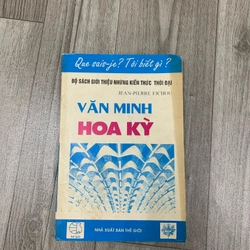 Que sais-je? Tôi biết gì?
BỘ SÁCH GIỚI THIỆU NHỮNG KIẾN THỨC THỜI ĐẠI
JEAN-PIERRE FICHOU
VĂN MINH
HOA KỲ
NHÀ XUẤT BẢN THẾ GIỚI